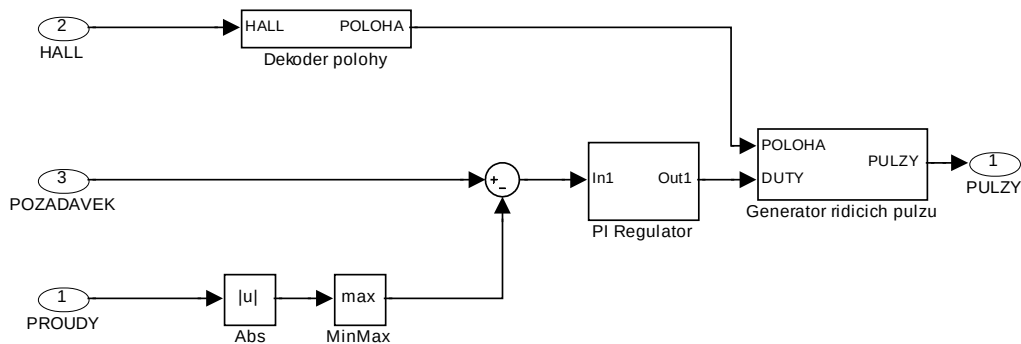 2
HALL
HALL POLOHA
Dekoder polohy
3
POZADAVEK
+
−
In1 Out1
PI Regulator
POLOHA
DUTY
PULZY
Generator ridicich pulzu
1
PULZY
1
PROUDY
|u|
Abs
max
MinMax